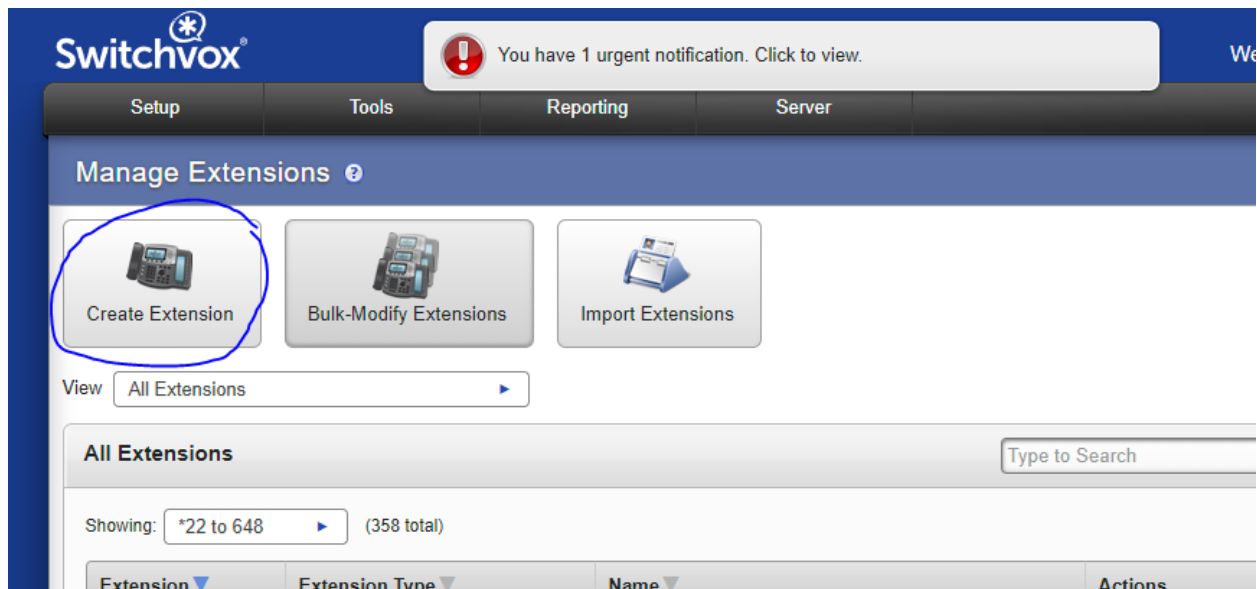 Switchvox®
You have 1 urgent notification. Click to view.
Setup Tools Reporting Server
Manage Extensions ?
Create Extension Bulk-Modify Extensions Import Extensions
View All Extensions
All Extensions Type to Search
Showing: *22 to 648 (358 total)
Extension Extension Type Name Actions